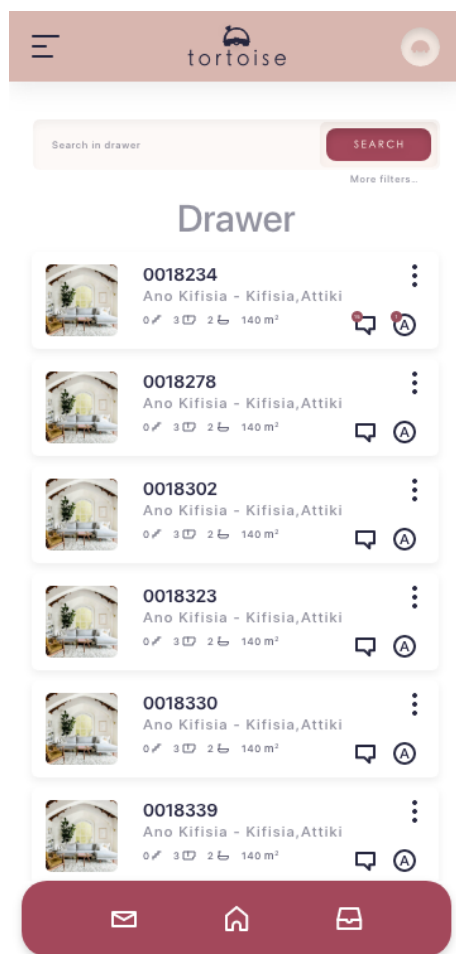 tortoise
Search in drawer
SEARCH
More filters..
Drawer
0018234
Ano Kifisia - Kifisia,Attiki
0 3 2 140 m²
A
0018278
Ano Kifisia - Kifisia,Attiki
0 3 2 140 m²
A
0018302
Ano Kifisia - Kifisia,Attiki
0 3 2 140 m²
A
0018323
Ano Kifisia - Kifisia,Attiki
0 3 2 140 m²
A
0018330
Ano Kifisia - Kifisia,Attiki
0 3 2 140 m²
A
0018339
Ano Kifisia - Kifisia,Attiki
0 3 2 140 m²
A